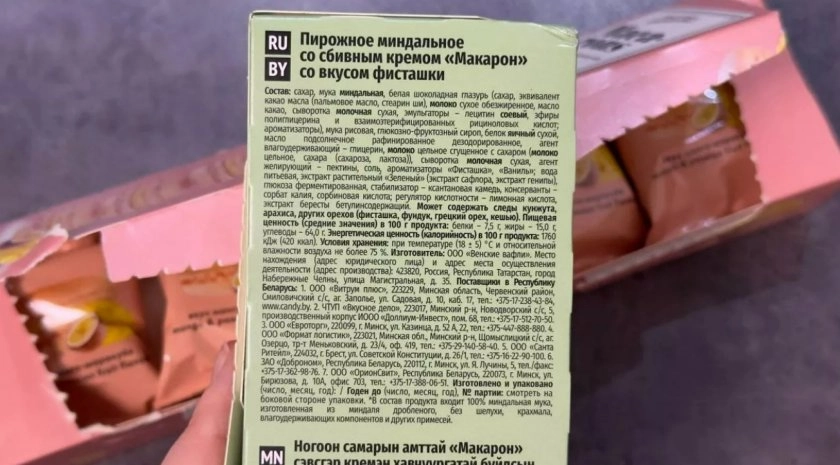 RU
BY
Пирожное миндальное
со сбивным кремом «Макарон»
со вкусом фисташки
Состав: сахар, мука миндальная, белая шоколадная глазурь (сахар, эквивалент
какао масла (пальмовое масло, стеарин ши), молоко сухое обезжиренное, масло
какао, сыворотка молочная сухая, эмульгаторы – лецитин соевый, эфиры
полиглицерина и взаимоэтерифицированных рициноловых кислот;
ароматизаторы), мука рисовая, глюкозно-фруктозный сироп, белок яичный сухой,
масло подсолнечное рафинированное дезодорированное, агент
влагоудерживающий – глицерин, молоко цельное сгущенное с сахаром (молоко
цельное, сахара (сахароза, лактоза)), сыворотка молочная сухая, агент
желирующий – пектины, соль, ароматизаторы «Фисташка», «Ваниль»; вода
питьевая, экстракт растительный «Зеленый» (экстракт сафлора, экстракт генипы),
глюкоза ферментированная, стабилизатор – ксантановая камедь, консерванты –
сорбат калия, сорбиновая кислота; регулятор кислотности – лимонная кислота,
экстракт бересты бетулинсодержащий. Может содержать следы кунжута,
арахиса, других орехов (фисташка, фундук, грецкий орех, кешью). Пищевая
ценность (средние значения) в 100 г продукта: белки – 7,5 г, жиры – 15,0 г,
углеводы – 64,0 г. Энергетическая ценность (калорийность) в 100 г продукта: 1760
кДж (420 ккал). Условия хранения: при температуре (18 ± 5) °С и относительной
влажности воздуха не более 75 %. Изготовитель: ООО «Венские вафли». Место
нахождения (адрес юридического лица) и адрес места осуществления
деятельности (адрес производства): 423820, Россия, Республика Татарстан, город
Набережные Челны, улица Магистральная, д. 35. Поставщики в Республику
Беларусь: 1. ООО «Витрум плюс», 223229, Минская область, Червенский район,
Смиловичский с/с, аг. Заполье, ул. Садовая, д. 10, каб. 17, тел.: +375-17-238-43-84,
www.candy.by. 2. ЧТУП «Вкусное дело», 223017, Минский р-н, Новодворский с/с, 5,
производственный корпус ИООО «Доллиум-Инвест», пом. 68, тел.: +375-17-512-70-50.
3. ООО «Евроторг», 220099, г. Минск, ул. Казинца, д. 52 А, 22, тел.: +375-447-888-880. 4.
ООО «Формат логистик», 223021, Минская обл., Минский р-н, Щомыслицкий с/с, аг.
Озерцо, тр-т Меньковский, д. 23/4, оф. 419, тел.: +375-29-140-58-40. 5. ООО «Санта
Ритейл», 224032, г. Брест, ул. Советской Конституции, д. 26/1, тел.: +375-16-22-90-100. 6.
ЗАО «Доброном», Республика Беларусь, 220112, г. Минск, ул. Я. Лучины, 5, тел./факс:
+375-17-362-98-76. 7. ООО «ОрионСвит», Республика Беларусь, 220073, г. Минск, ул.
Бирюзова, д. 10А, офис 703, тел.: +375-17-388-06-51. Изготовлено и упаковано
(число, месяц, год): / Годен до (число, месяц, год), № партии: смотреть на
боковой стороне упаковки. *В состав продукта входит 100% миндальная мука,
изготовленная из миндаля дробленого, без шелухи, крахмала,
влагоудерживающих компонентов и других примесей.
MN
Ногоон самарын амттай «Макарон»
сэвсгэр кремэн хавчуургатай буйлсын